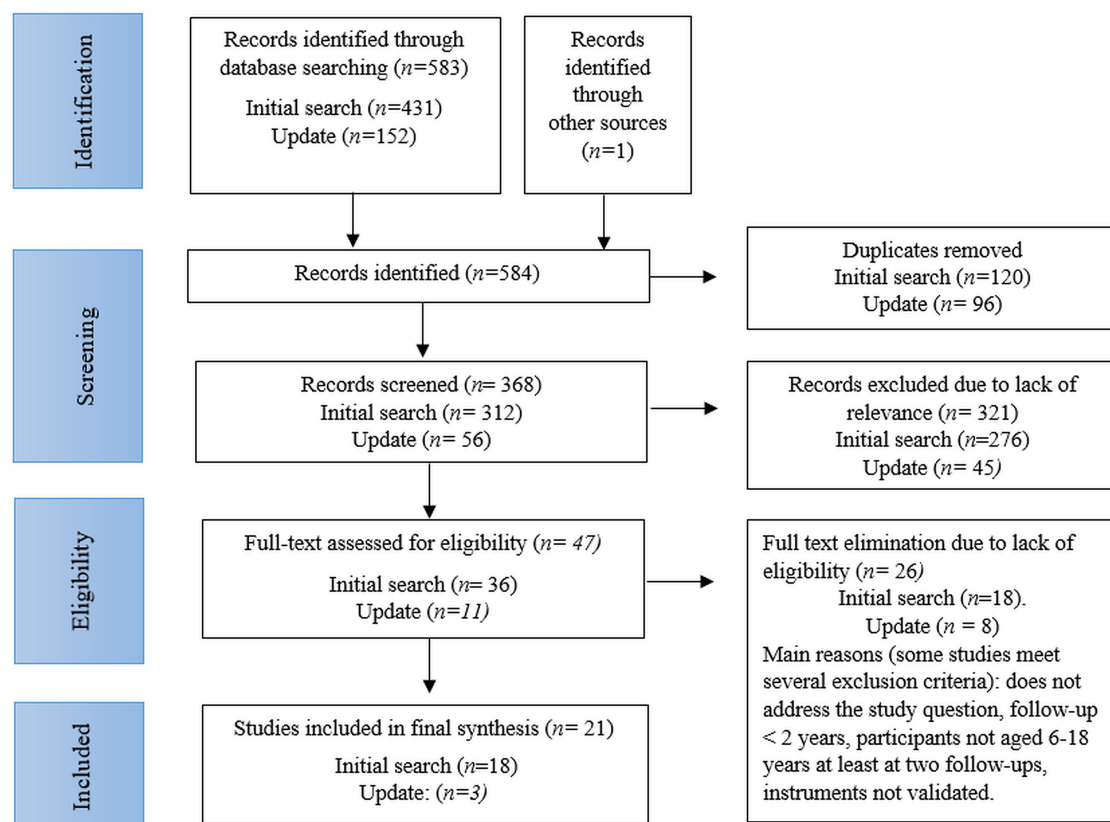 Identification
Records identified through
database searching (n=583)
Initial search (n=431)
Update (n=152)
Records
identified
through
other sources
(n=1)
Screening
Records identified (n=584)
Duplicates removed
Initial search (n=120)
Update (n= 96)
Records screened (n= 368)
Initial search (n= 312)
Update (n= 56)
Records excluded due to lack of
relevance (n= 321)
Initial search (n=276)
Update (n= 45)
Eligibility
Full-text assessed for eligibility (n= 47)
Initial search (n= 36)
Update (n=11)
Full text elimination due to lack of
eligibility (n= 26)
Initial search (n=18).
Update (n = 8)
Main reasons (some studies meet
several exclusion criteria): does not
address the study question, follow-up
< 2 years, participants not aged 6-18
years at least at two follow-ups,
instruments not validated.
Included
Studies included in final synthesis (n= 21)
Initial search (n=18)
Update: (n=3)